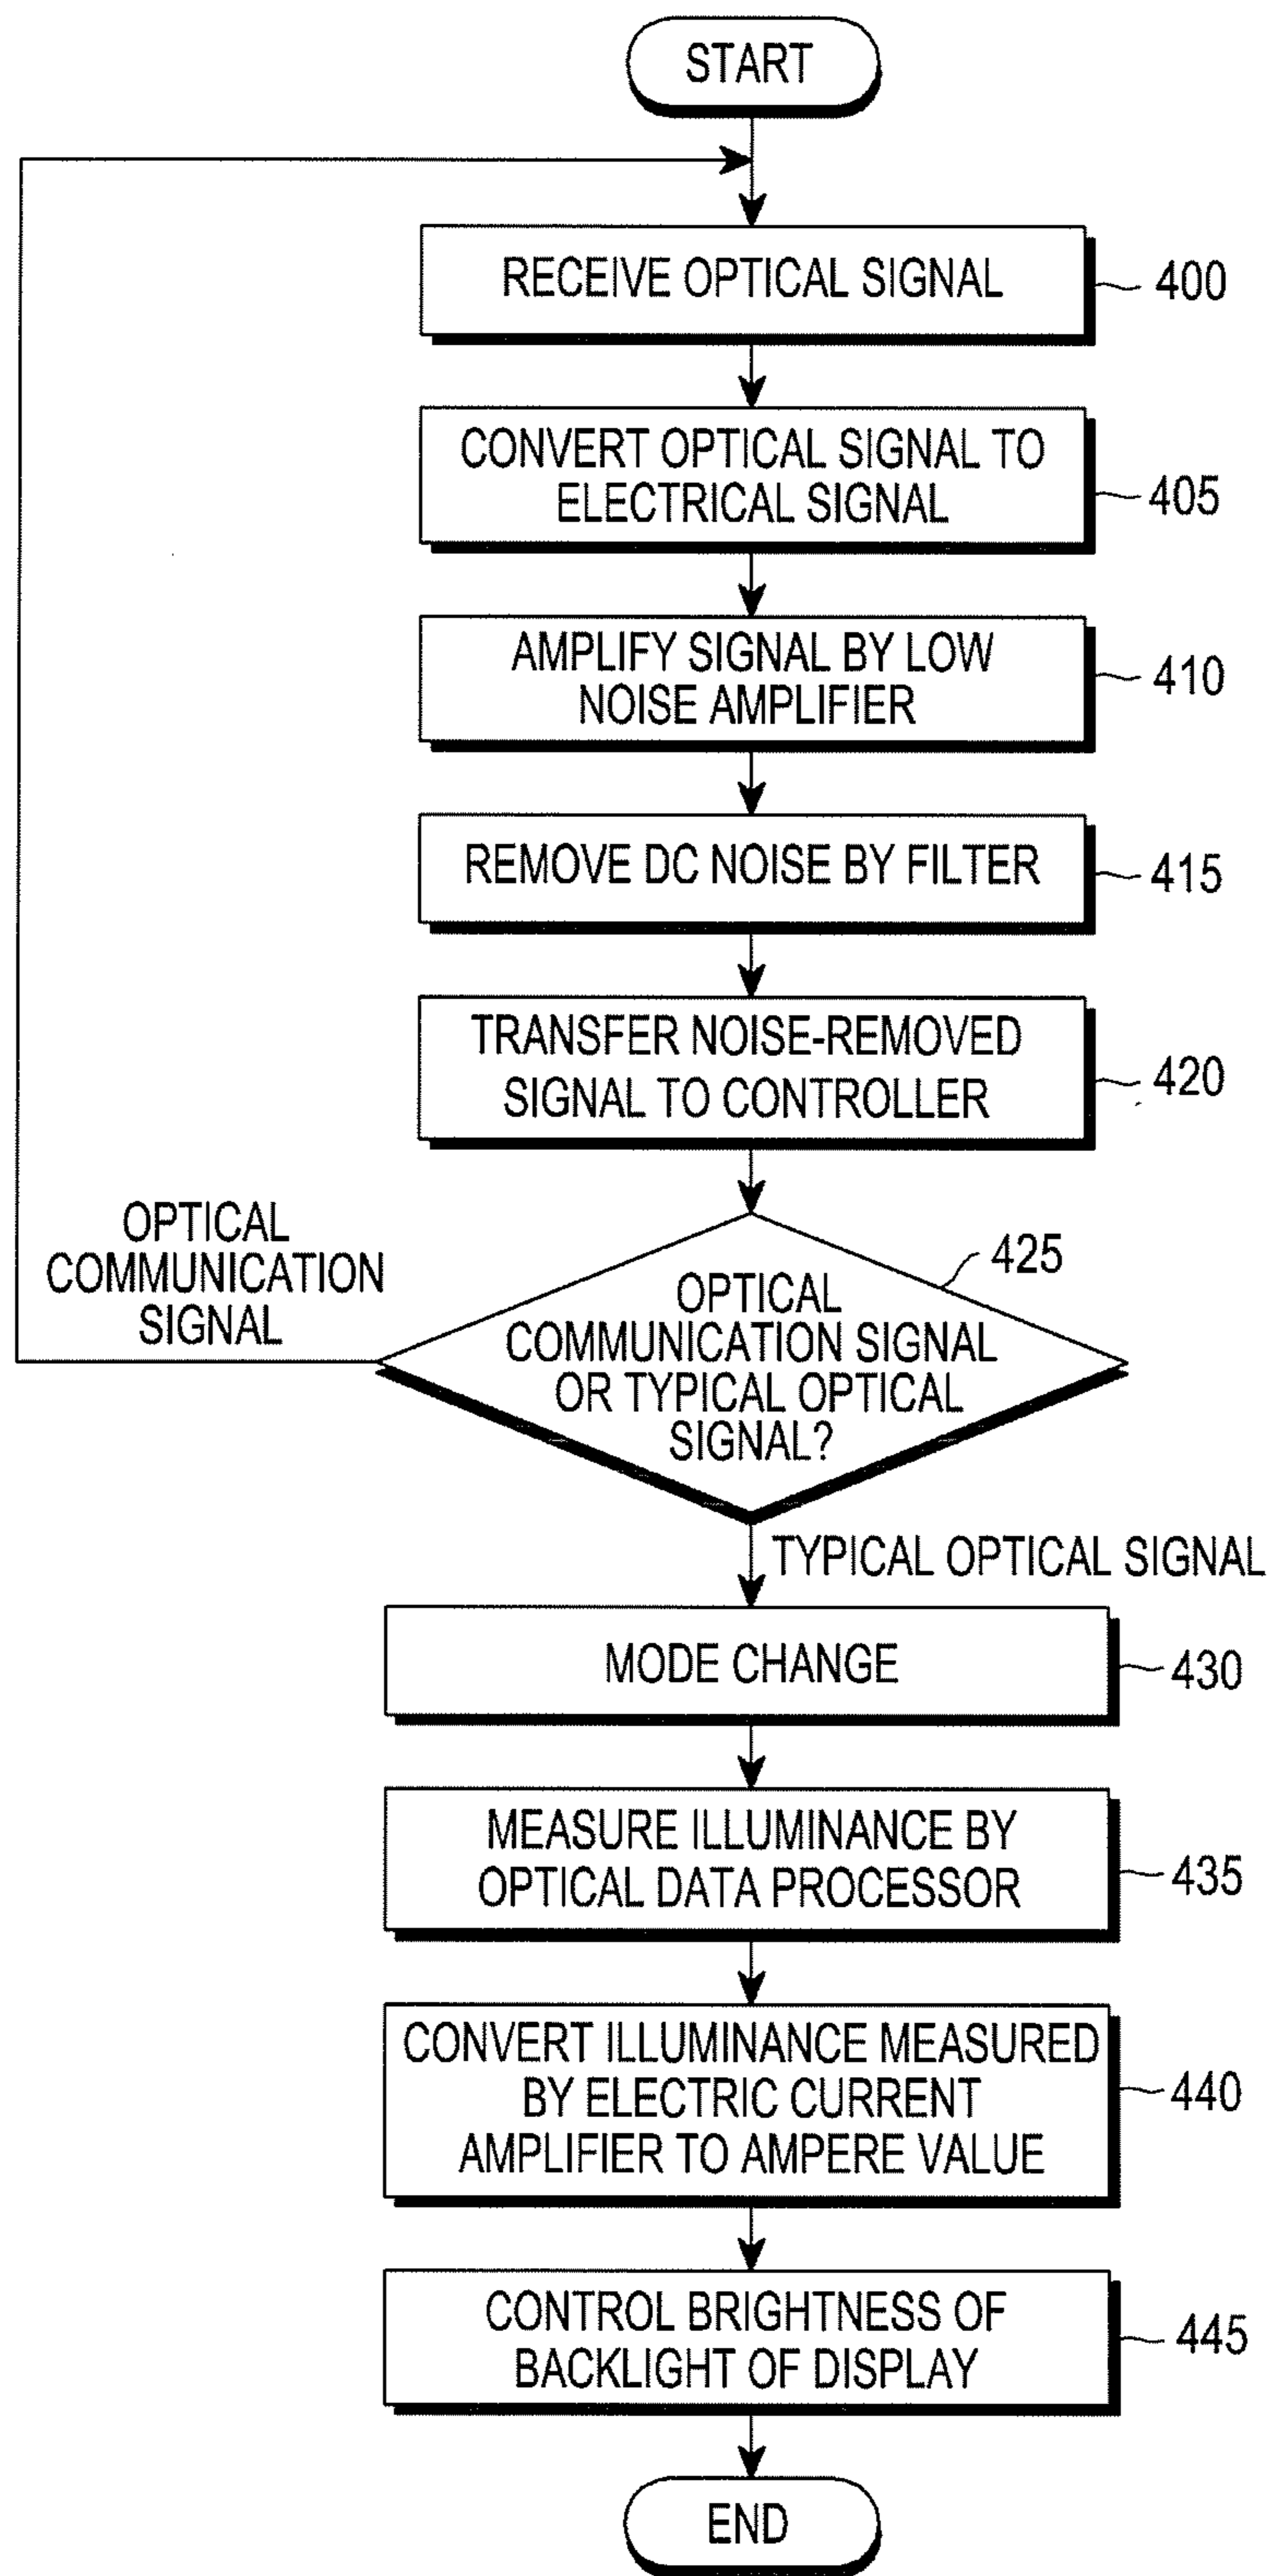 START
RECEIVE OPTICAL SIGNAL
400
CONVERT OPTICAL SIGNAL TO
ELECTRICAL SIGNAL
405
AMPLIFY SIGNAL BY LOW
NOISE AMPLIFIER
410
REMOVE DC NOISE BY FILTER
415
TRANSFER NOISE-REMOVED
SIGNAL TO CONTROLLER
420
OPTICAL
COMMUNICATION
SIGNAL
425
OPTICAL
COMMUNICATION SIGNAL
OR TYPICAL OPTICAL
SIGNAL?
TYPICAL OPTICAL SIGNAL
MODE CHANGE
430
MEASURE ILLUMINANCE BY
OPTICAL DATA PROCESSOR
435
CONVERT ILLUMINANCE MEASURED
BY ELECTRIC CURRENT
AMPLIFIER TO AMPERE VALUE
440
CONTROL BRIGHTNESS OF
BACKLIGHT OF DISPLAY
445
END